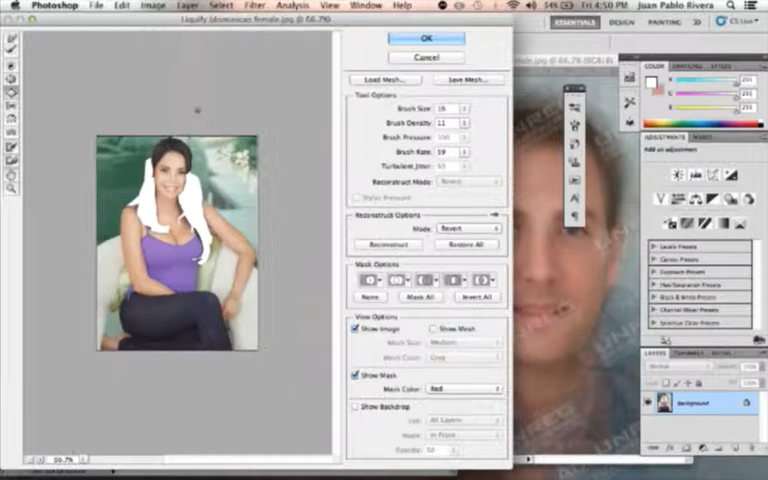 Photoshop File Edit Image Layer Select Filter Analysis View Window Help 54% Fri 4:50 PM Juan Pablo Rivera
Liquify (dominican female.jpg @ 66.7%)
ESSENTIALS DESIGN PAINTING CS Live
OK
Cancel
Load Mesh... Save Mesh...
Tool Options
Brush Size: 16
Brush Density: 11
Brush Pressure: 100
Brush Rate: 59
Turbulent Jitter:
Reconstruct Mode: Revert
Stylus Pressure
Reconstruct Options
Mode: Revert
Reconstruct Restore All
Mask Options
None Mask All Invert All
View Options
Show Image Show Mesh
Mesh Size: Medium
Mesh Color: Gray
Show Mask
Mask Color: Red
Show Backdrop
Use: All Layers
Mode: In Front
Opacity: 50
66.7%
COLOR SWATCHES STYLES
ADJUSTMENTS MASKS
Add an adjustment
Levels Presets
Curves Presets
Exposure Presets
Hue/Saturation Presets
Black & White Presets
Channel Mixer Presets
Selective Color Presets
LAYERS
Normal
Background